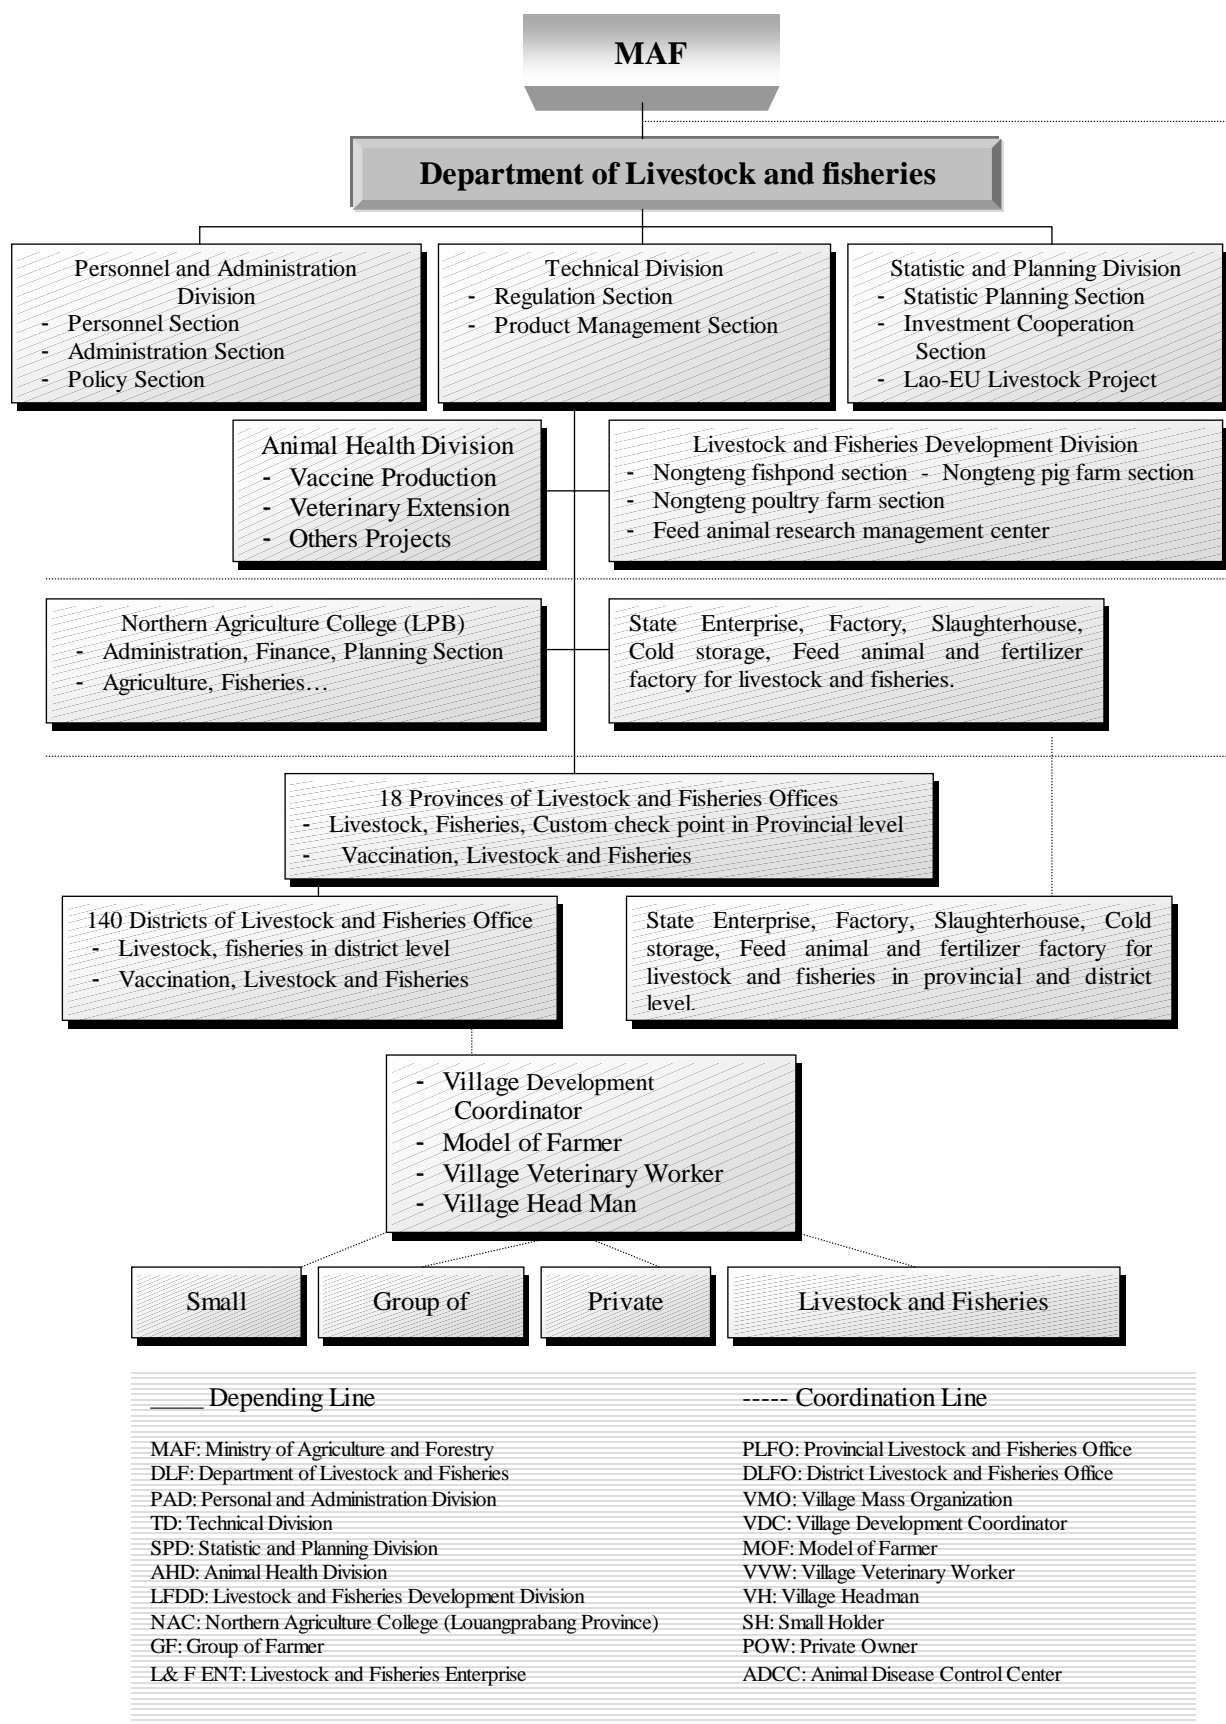 MAF
Department of Livestock and fisheries
Personnel and Administration
Division
- Personnel Section
- Administration Section
- Policy Section
Technical Division
- Regulation Section
- Product Management Section
Statistic and Planning Division
- Statistic Planning Section
- Investment Cooperation
Section
- Lao-EU Livestock Project
Animal Health Division
- Vaccine Production
- Veterinary Extension
- Others Projects
Livestock and Fisheries Development Division
- Nongteng fishpond section - Nongteng pig farm section
- Nongteng poultry farm section
- Feed animal research management center
Northern Agriculture College (LPB)
- Administration, Finance, Planning Section
- Agriculture, Fisheries…
State Enterprise, Factory, Slaughterhouse,
Cold storage, Feed animal and fertilizer
factory for livestock and fisheries.
18 Provinces of Livestock and Fisheries Offices
- Livestock, Fisheries, Custom check point in Provincial level
- Vaccination, Livestock and Fisheries
140 Districts of Livestock and Fisheries Office
- Livestock, fisheries in district level
- Vaccination, Livestock and Fisheries
State Enterprise, Factory, Slaughterhouse, Cold
storage, Feed animal and fertilizer factory for
livestock and fisheries in provincial and district
level.
- Village Development
Coordinator
- Model of Farmer
- Village Veterinary Worker
- Village Head Man
Small
Group of
Private
Livestock and Fisheries
____ Depending Line
MAF: Ministry of Agriculture and Forestry
DLF: Department of Livestock and Fisheries
PAD: Personal and Administration Division
TD: Technical Division
SPD: Statistic and Planning Division
AHD: Animal Health Division
LFDD: Livestock and Fisheries Development Division
NAC: Northern Agriculture College (Louangprabang Province)
GF: Group of Farmer
L& F ENT: Livestock and Fisheries Enterprise
----- Coordination Line
PLFO: Provincial Livestock and Fisheries Office
DLFO: District Livestock and Fisheries Office
VMO: Village Mass Organization
VDC: Village Development Coordinator
MOF: Model of Farmer
VVW: Village Veterinary Worker
VH: Village Headman
SH: Small Holder
POW: Private Owner
ADCC: Animal Disease Control Center